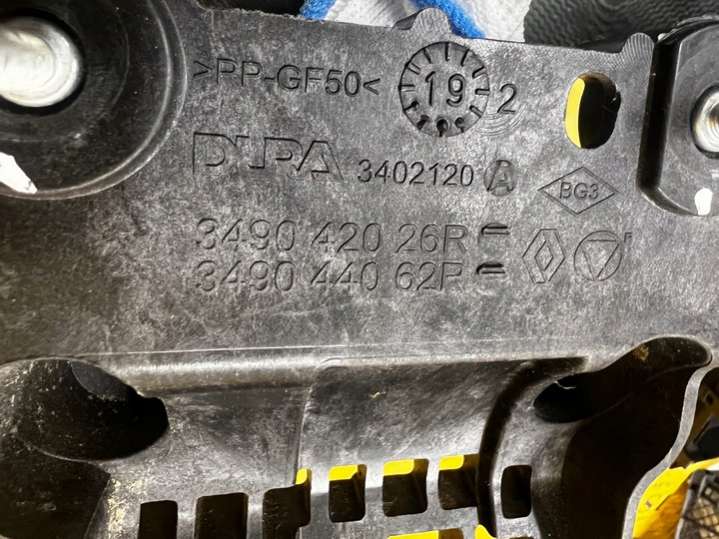 >PP-GF50<
19 2
DURA 3402120 A
BG3
3490 420 26R
3490 440 62R